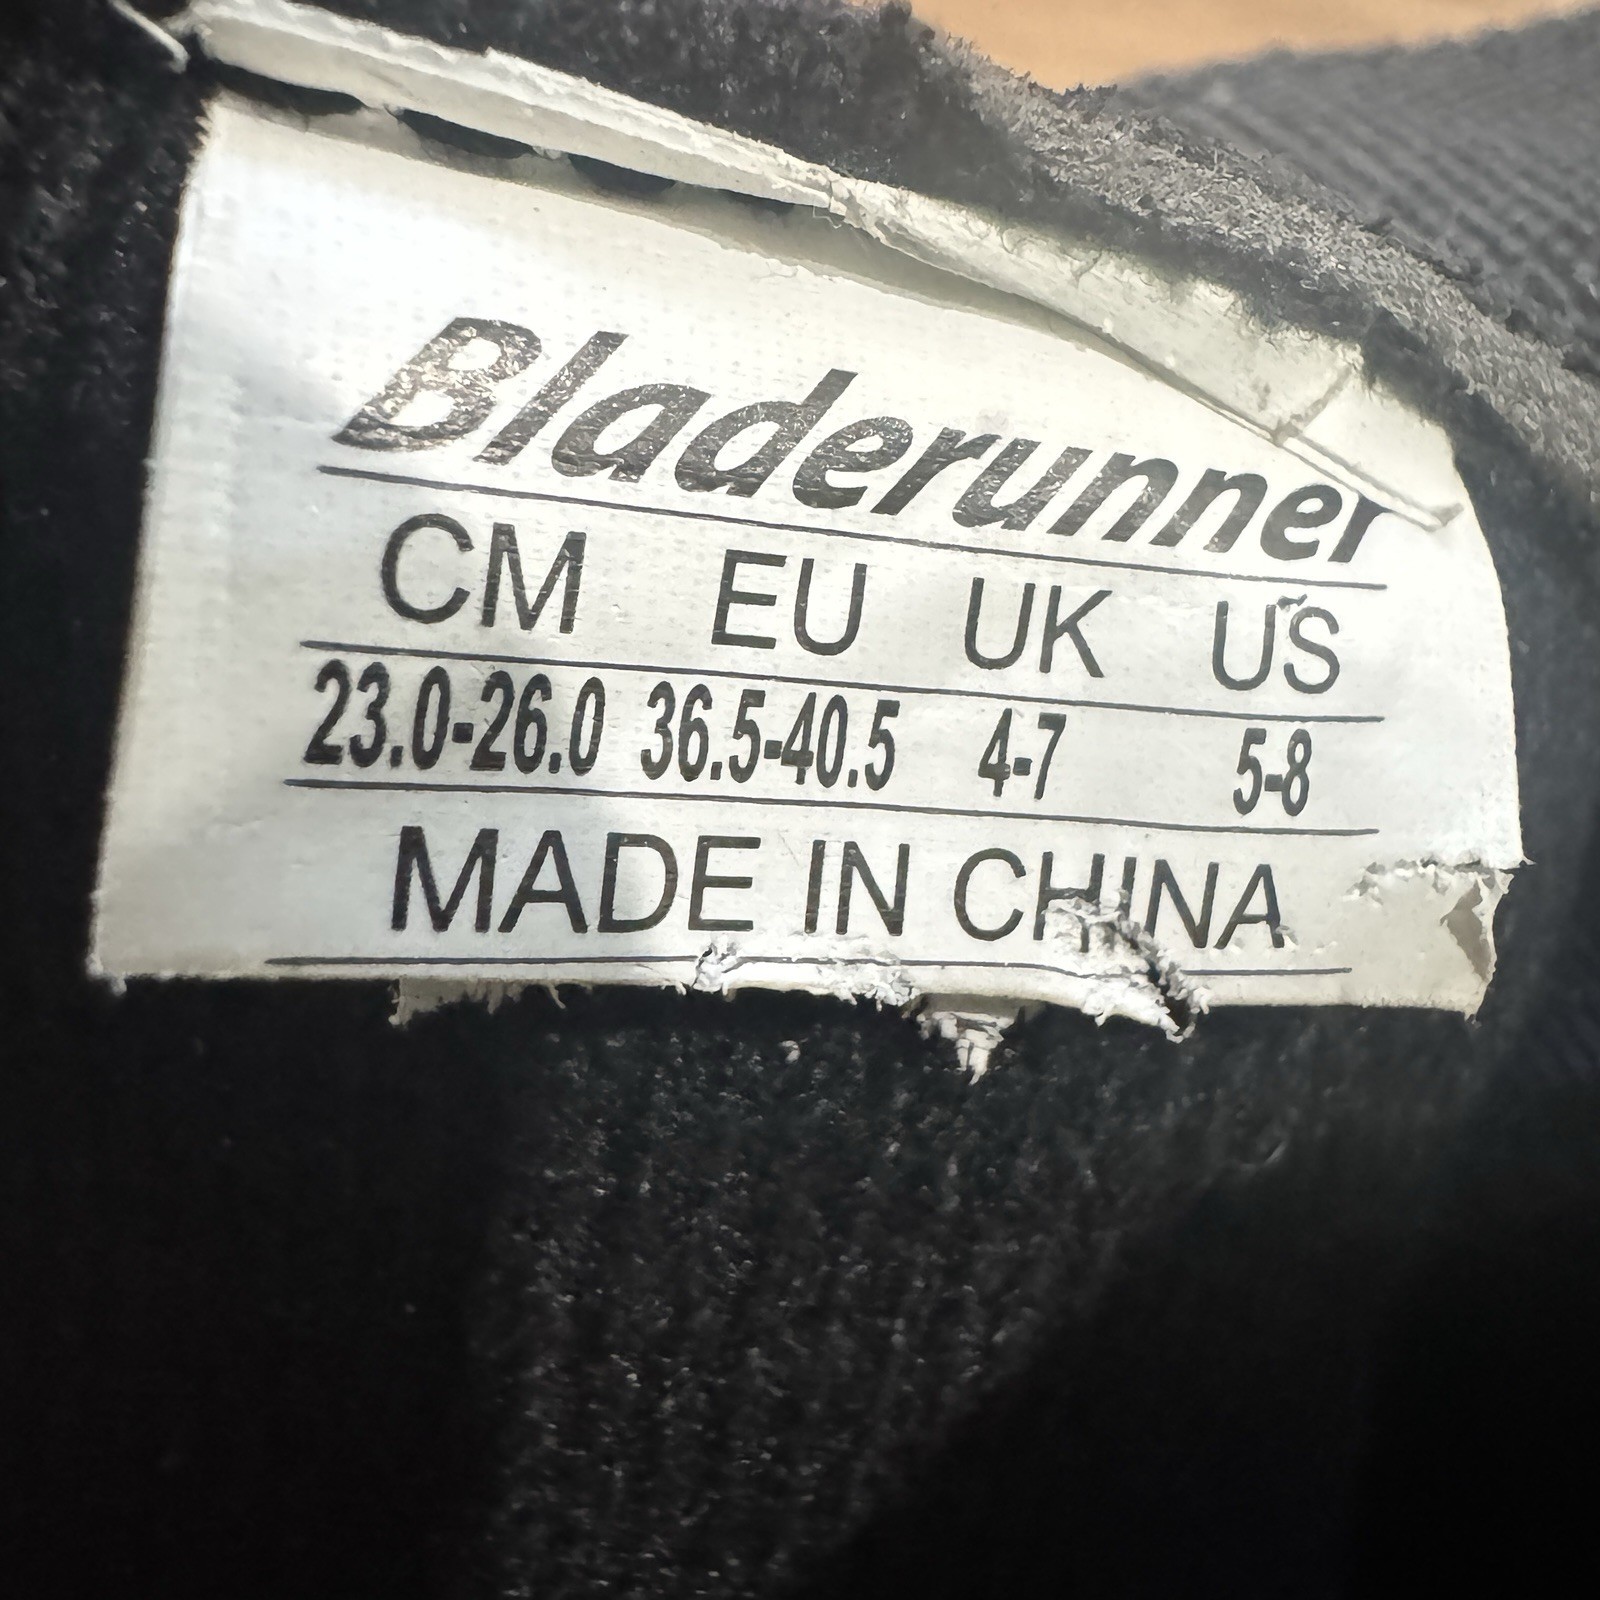 Bladerunner
CM EU UK US
23.0-26.0 36.5-40.5 4-7 5-8
MADE IN CHINA